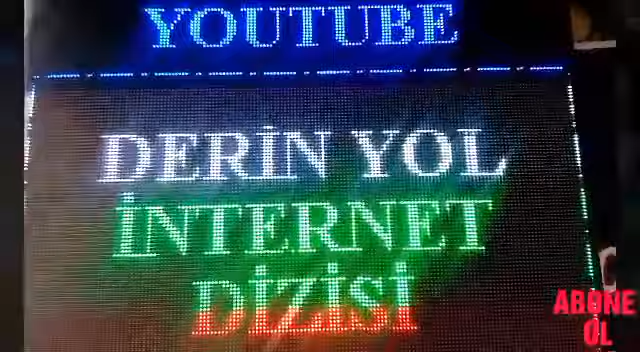 YOUTUBE
DERİN YOL
İNTERNET
DİZİSİ
ABONE
OL